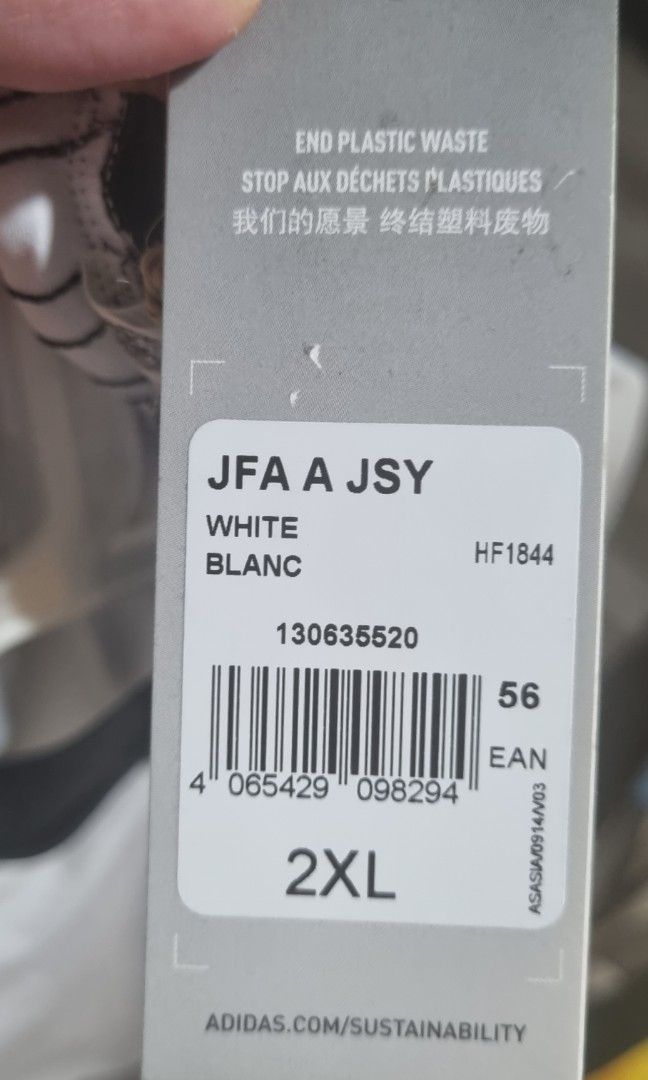 END PLASTIC WASTE
STOP AUX DÉCHETS PLASTIQUES
我们的愿景 终结塑料废物
JFA A JSY
WHITE
BLANC
HF1844
130635520
56
EAN
4 065429 098294
2XL
ASASIA/0914/V03
ADIDAS.COM/SUSTAINABILITY